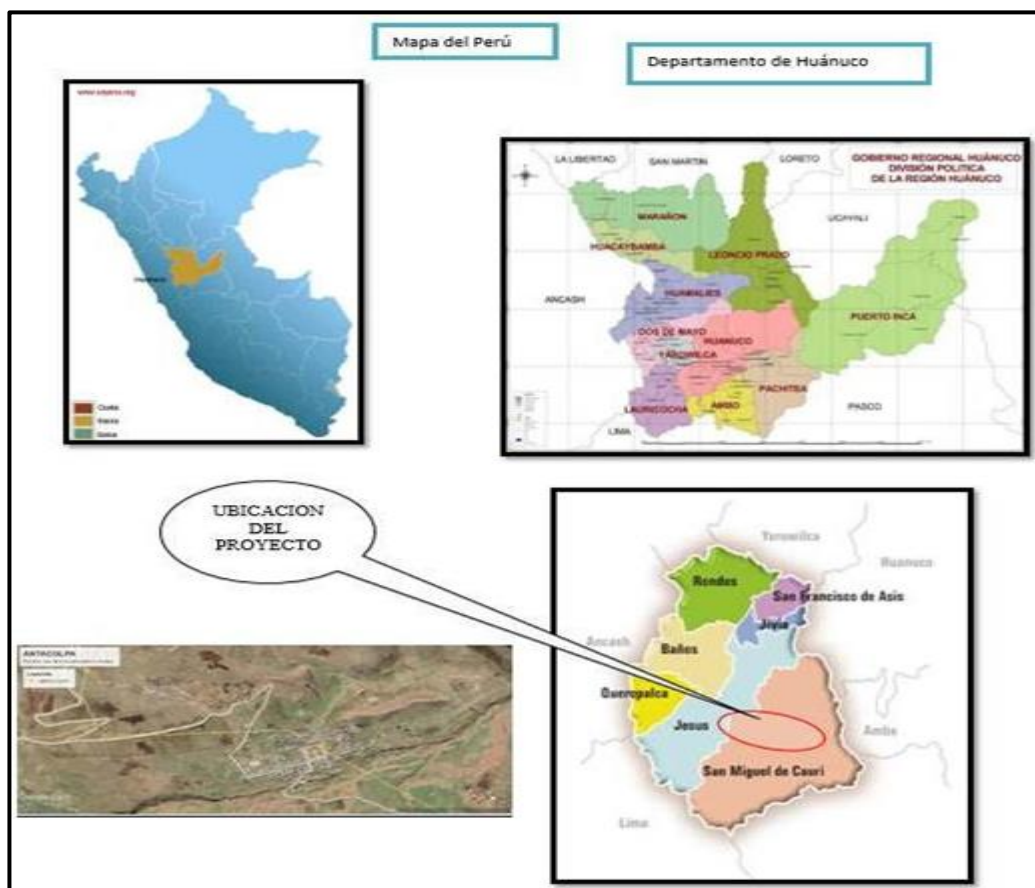 Mapa del Perú
Departamento de Huánuco
LA LIBERTAD
SAN MARTIN
LORETO
GOBIERNO REGIONAL HUÁNUCO
DIVISIÓN POLITICA
DE LA REGIÓN HUÁNUCO
UCAYALI
MARAÑON
HUACAYBAMBA
LEONCIO PRADO
HUAMALIES
ANCASH
PUERTO INCA
DOS DE MAYO
HUANUCO
YAROWILCA
PACHITEA
LAURICOCHA
AMBO
PASCO
LIMA
Costa
Sierra
Selva
UBICACION
DEL
PROYECTO
Yarowilca
Huanuco
Rondos
San Francisco de Asis
Jivia
Ancash
Baños
Queropalca
Jesus
Ambo
San Miguel de Cauri
Lima
ANTACOLPA